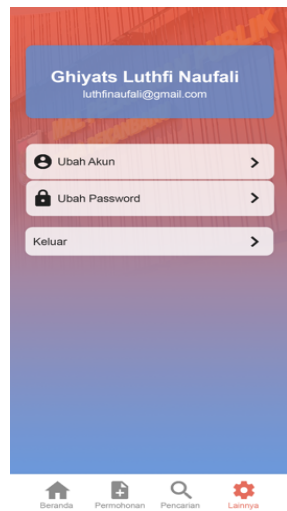 Ghiyats Luthfi Naufali
luthfinaufali@gmail.com
Ubah Akun
Ubah Password
Keluar
Beranda
Permohonan
Pencarian
Lainnya